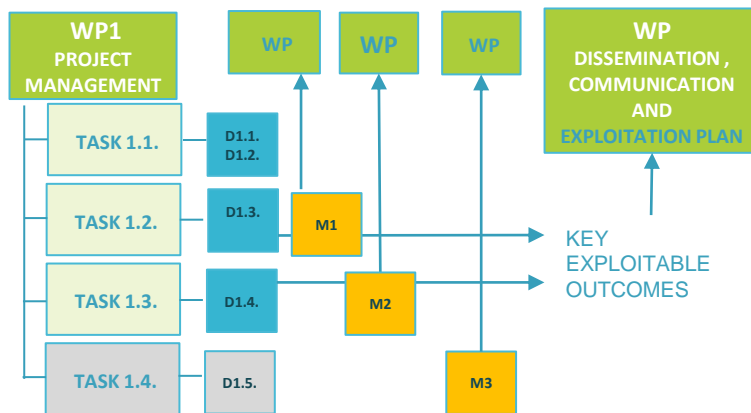 WP1
PROJECT
MANAGEMENT
WP
WP
WP
WP
DISSEMINATION ,
COMMUNICATION
AND
EXPLOITATION PLAN
TASK 1.1.
D1.1.
D1.2.
TASK 1.2.
D1.3.
M1
KEY
EXPLOITABLE
OUTCOMES
TASK 1.3.
D1.4.
M2
TASK 1.4.
D1.5.
M3